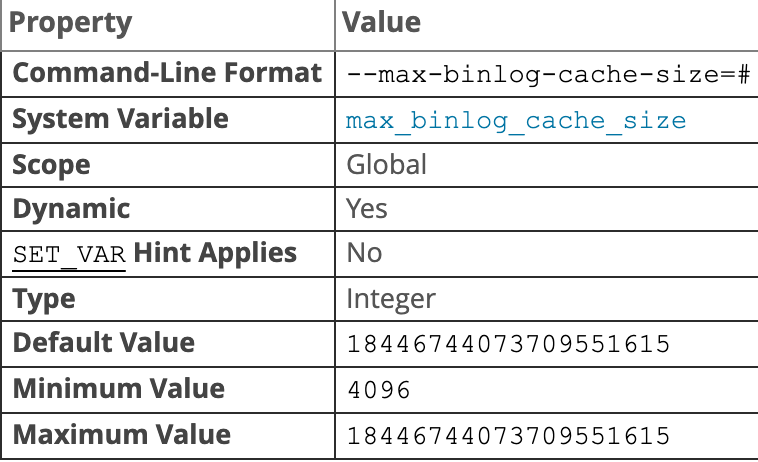 Property Value
Command-Line Format --max-binlog-cache-size=#
System Variable max_binlog_cache_size
Scope Global
Dynamic Yes
SET_VAR Hint Applies No
Type Integer
Default Value 18446744073709551615
Minimum Value 4096
Maximum Value 18446744073709551615